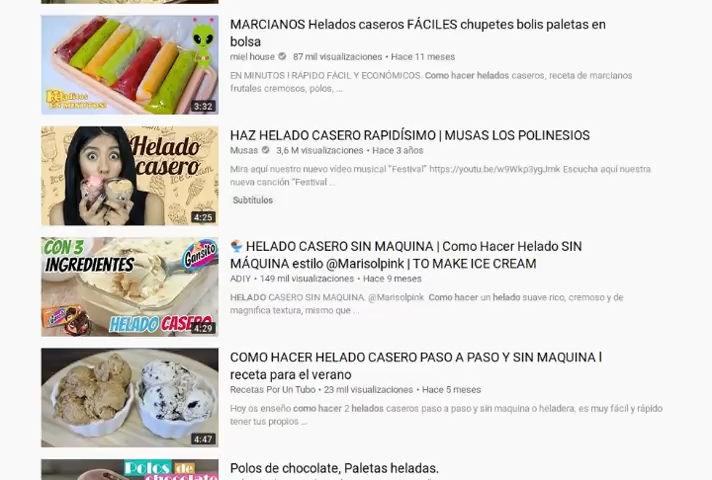 MARCIANOS Helados caseros FÁCILES chupetes bolis paletas en
bolsa
miel house 87 mil visualizaciones • Hace 11 meses
EN MINUTOS I RÁPIDO FÁCIL Y ECONÓMICOS. Como hacer helados caseros, receta de marcianos
frutales cremosos, polos, ...
3:32
HAZ HELADO CASERO RAPIDÍSIMO | MUSAS LOS POLINESIOS
Musas 3,6 M visualizaciones • Hace 3 años
Mira aquí nuestro nuevo vídeo musical "Festival" https://youtu.be/w9Wkp3ygJmk Escucha aquí nuestra
nueva canción "Festival ...
Subtítulos
Helado
casero
4:25
HELADO CASERO SIN MAQUINA | Como Hacer Helado SIN
MÁQUINA estilo @Marisolpink | TO MAKE ICE CREAM
ADIY • 149 mil visualizaciones • Hace 9 meses
HELADO CASERO SIN MAQUINA. @Marisolpink Como hacer un helado suave rico, cremoso y de
magnifica textura, mismo que ...
CON 3
INGREDIENTES
Gansito
HELADO CASERO
4:29
COMO HACER HELADO CASERO PASO A PASO Y SIN MAQUINA l
receta para el verano
Recetas Por Un Tubo • 23 mil visualizaciones • Hace 5 meses
Hoy os enseño como hacer 2 helados caseros paso a paso y sin maquina o heladera, es muy fácil y rápido
tener tus propios ...
4:47
Polos de chocolate, Paletas heladas.
Polos de
chocolate